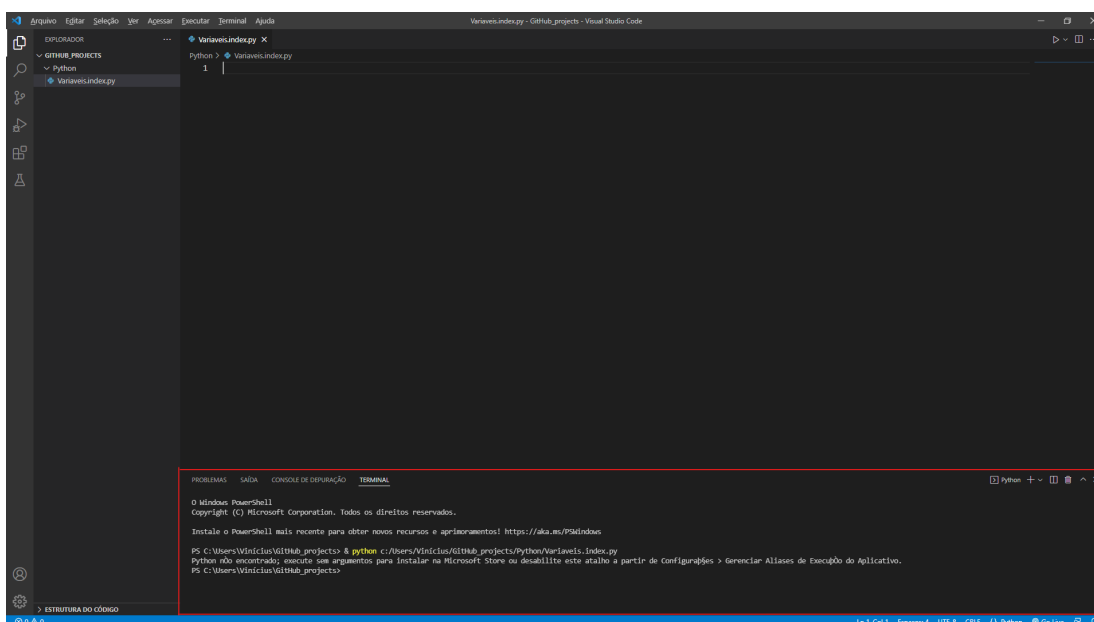 Arquivo Editar Seleção Ver Acessar Executar Terminal Ajuda
Variaveis.index.py - GitHub_projects - Visual Studio Code
EXPLORADOR
GITHUB_PROJECTS
Python
Variaveis.index.py
Variaveis.index.py
Python > Variaveis.index.py
1
PROBLEMAS SAÍDA CONSOLE DE DEPURAÇÃO TERMINAL
Python
O Windows PowerShell
Copyright (C) Microsoft Corporation. Todos os direitos reservados.
Instale o PowerShell mais recente para obter novos recursos e aprimoramentos! https://aka.ms/PSWindows
PS C:\Users\Vinícius\GitHub_projects> & python c:/Users/Vinícius/GitHub_projects/Python/Variaveis.index.py
Python nÒo encontrado; execute sem argumentos para instalar na Microsoft Store ou desabilite este atalho a partir de Configuraþ§es > Gerenciar Aliases de ExecuþÒo do Aplicativo.
PS C:\Users\Vinícius\GitHub_projects>
ESTRUTURA DO CÓDIGO